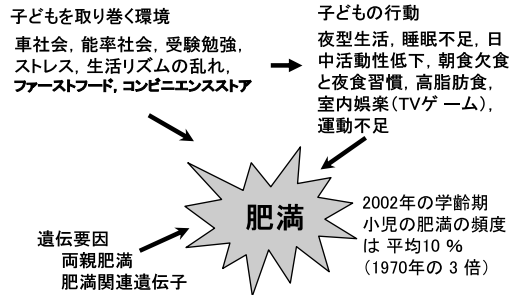 子どもを取り巻く環境
車社会, 能率社会, 受験勉強,
ストレス, 生活リズムの乱れ,
ファーストフード, コンビニエンスストア
子どもの行動
夜型生活, 睡眠不足, 日
中活動性低下, 朝食欠食
と夜食習慣, 高脂肪食,
室内娯楽(TVゲ ーム),
運動不足
肥満
遺伝要因
両親肥満
肥満関連遺伝子
2002年の学齢期
小児の肥満の頻度
は 平均10 %
(1970年の 3 倍)